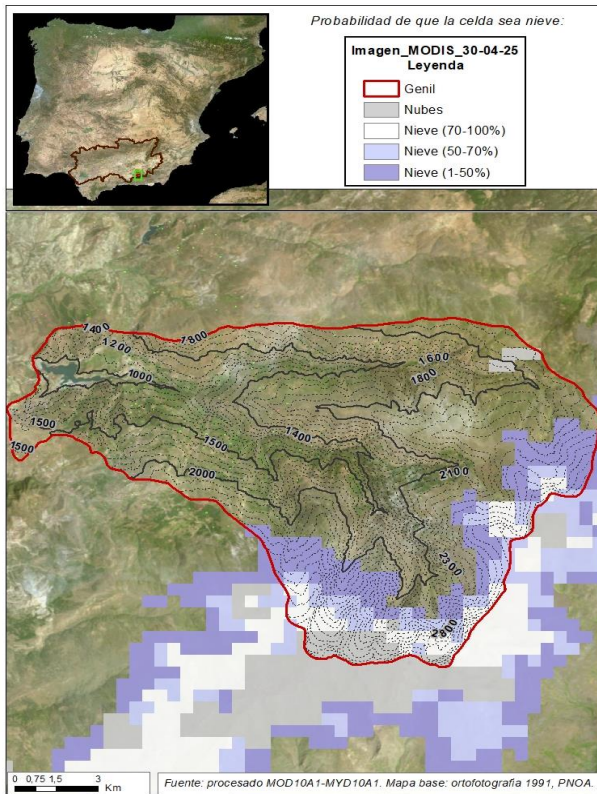 Probabilidad de que la celda sea nieve:
Imagen_MODIS_30-04-25
Leyenda
Genil
Nubes
Nieve (70-100%)
Nieve (50-70%)
Nieve (1-50%)
1400
1200
1800
1000
1600
1800
1500
1500
1400
1500
2000
2100
2300
2800
0 0,75 1,5 3
Km
Fuente: procesado MOD10A1-MYD10A1. Mapa base: ortofotografía 1991, PNOA.